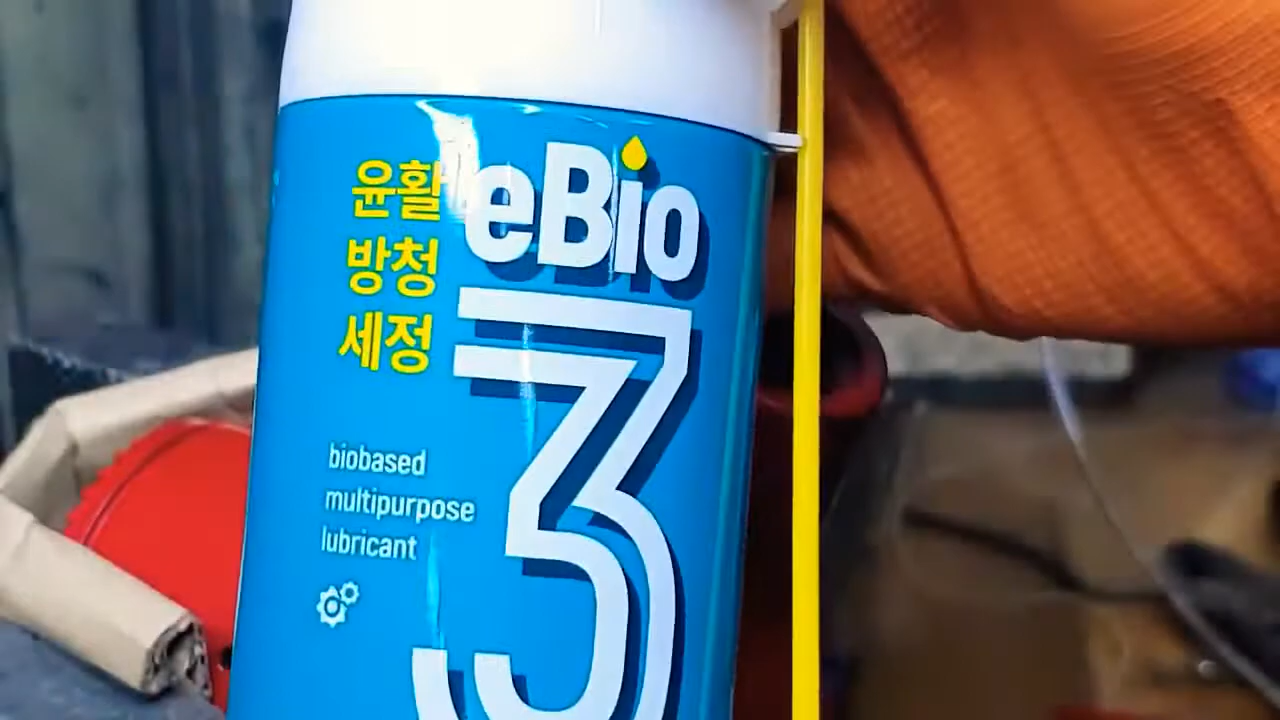 윤활
방청
세정
eBio
3
biobased
multipurpose
lubricant